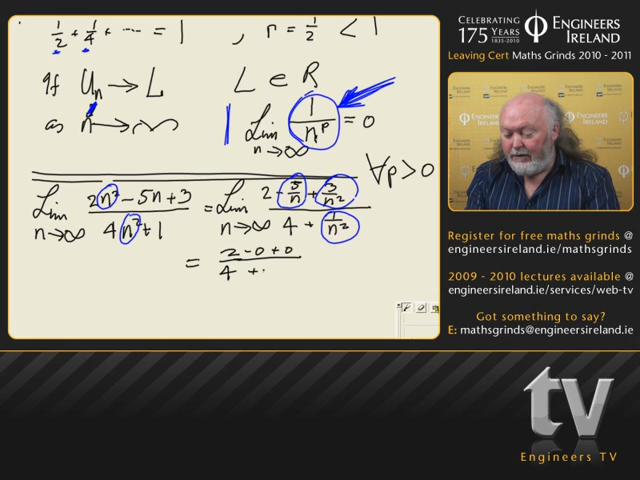 1/2 + 1/4 + ... = 1 , r = 1/2 < 1
If Uₙ → L L ∈ R
as n → ∞ Lim n→∞ 1/nᵖ = 0
∀p > 0
Lim n→∞ (2n² - 5n + 3)/(4n² + 1) = Lim n→∞ (2 - 5/n + 3/n²)/(4 + 1/n²)
= (2 - 0 + 0)/(4 +
CELEBRATING
175 YEARS
1835-2010
ENGINEERS
IRELAND
Leaving Cert Maths Grinds 2010 - 2011
ENGINEERS
IRELAND
Register for free maths grinds @
engineersireland.ie/mathsgrinds
2009 - 2010 lectures available @
engineersireland.ie/services/web-tv
Got something to say?
E: mathsgrinds@engineersireland.ie
tv
Engineers TV